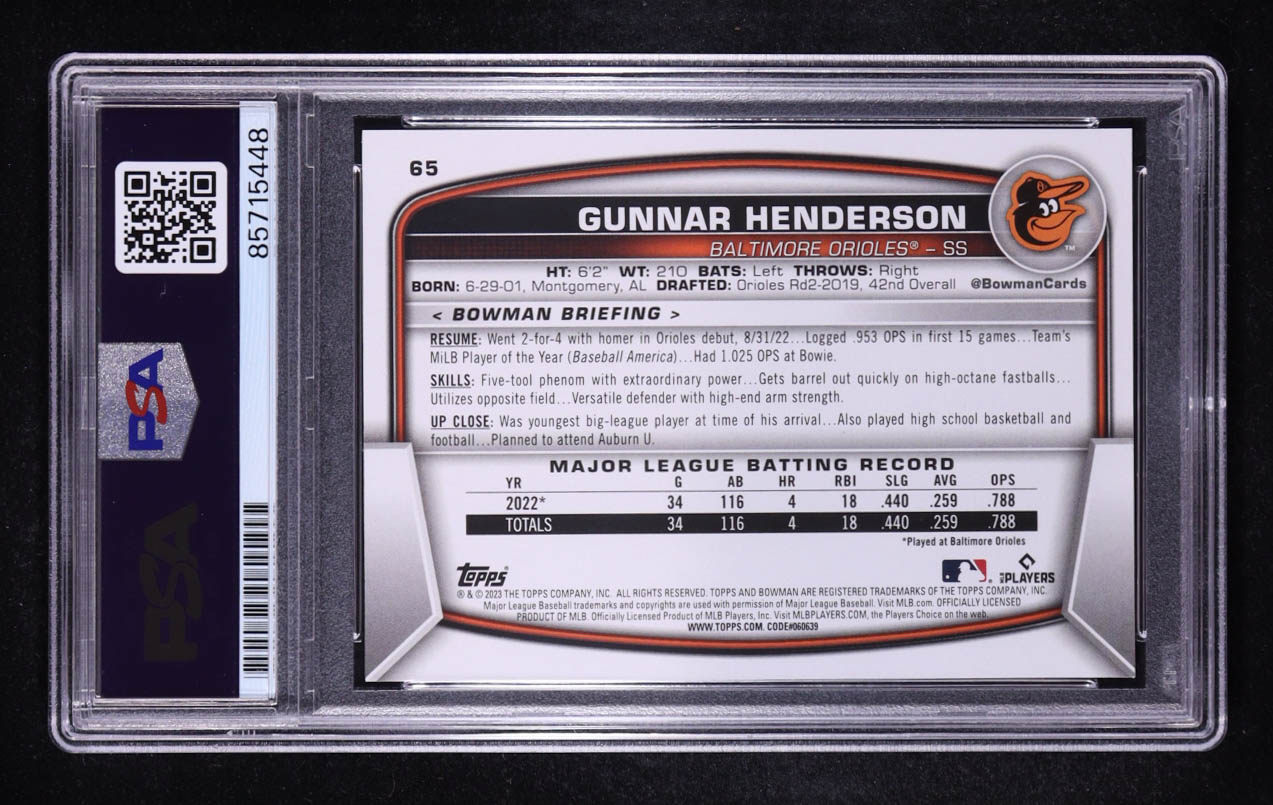 85715448
PSA
PSA
65
GUNNAR HENDERSON
BALTIMORE ORIOLES® – SS
TM
HT: 6'2" WT: 210 BATS: Left THROWS: Right
BORN: 6-29-01, Montgomery, AL DRAFTED: Orioles Rd2-2019, 42nd Overall @BowmanCards
< BOWMAN BRIEFING >
RESUME: Went 2-for-4 with homer in Orioles debut, 8/31/22...Logged .953 OPS in first 15 games...Team's
MiLB Player of the Year (Baseball America)...Had 1.025 OPS at Bowie.
SKILLS: Five-tool phenom with extraordinary power...Gets barrel out quickly on high-octane fastballs...
Utilizes opposite field...Versatile defender with high-end arm strength.
UP CLOSE: Was youngest big-league player at time of his arrival...Also played high school basketball and
football...Planned to attend Auburn U.
MAJOR LEAGUE BATTING RECORD
YR G AB HR RBI SLG AVG OPS
2022* 34 116 4 18 .440 .259 .788
TOTALS 34 116 4 18 .440 .259 .788
*Played at Baltimore Orioles
Topps® MLB PLAYERS
® & © 2023 THE TOPPS COMPANY, INC. ALL RIGHTS RESERVED. TOPPS AND BOWMAN ARE REGISTERED TRADEMARKS OF THE TOPPS COMPANY, INC.
Major League Baseball trademarks and copyrights are used with permission of Major League Baseball. Visit MLB.com. OFFICIALLY LICENSED
PRODUCT OF MLB. Officially Licensed Product of MLB Players, Inc. Visit MLBPLAYERS.COM, the Players Choice on the web.
WWW.TOPPS.COM. CODE#060639